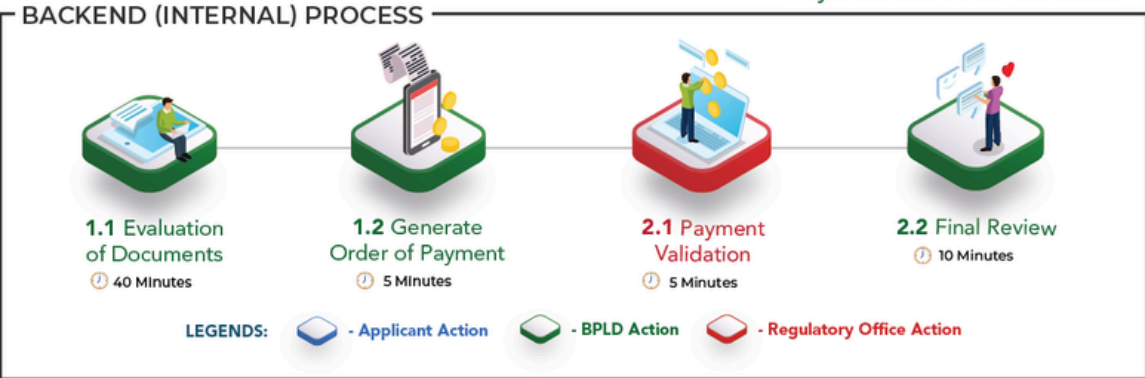 BACKEND (INTERNAL) PROCESS
1.1 Evaluation
of Documents
40 Minutes
1.2 Generate
Order of Payment
5 Minutes
2.1 Payment
Validation
5 Minutes
2.2 Final Review
10 Minutes
LEGENDS:
- Applicant Action
- BPLD Action
- Regulatory Office Action